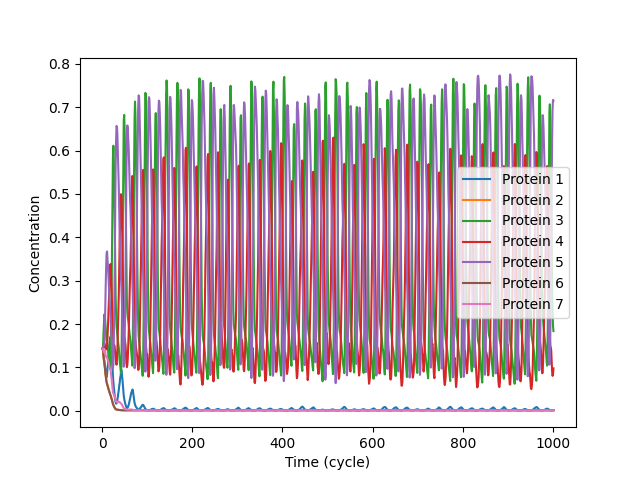 0.8
0.7
0.6
0.5
0.4
0.3
0.2
0.1
0.0
Concentration
0 200 400 600 800 1000
Time (cycle)
Protein 1
Protein 2
Protein 3
Protein 4
Protein 5
Protein 6
Protein 7